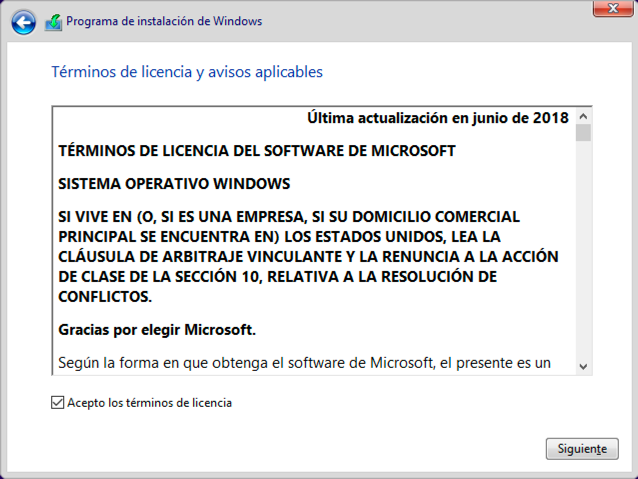 Programa de instalación de Windows
Términos de licencia y avisos aplicables
Última actualización en junio de 2018
TÉRMINOS DE LICENCIA DEL SOFTWARE DE MICROSOFT
SISTEMA OPERATIVO WINDOWS
SI VIVE EN (O, SI ES UNA EMPRESA, SI SU DOMICILIO COMERCIAL
PRINCIPAL SE ENCUENTRA EN) LOS ESTADOS UNIDOS, LEA LA
CLÁUSULA DE ARBITRAJE VINCULANTE Y LA RENUNCIA A LA ACCIÓN
DE CLASE DE LA SECCIÓN 10, RELATIVA A LA RESOLUCIÓN DE
CONFLICTOS.
Gracias por elegir Microsoft.
Según la forma en que obtenga el software de Microsoft, el presente es un
Acepto los términos de licencia
Siguiente